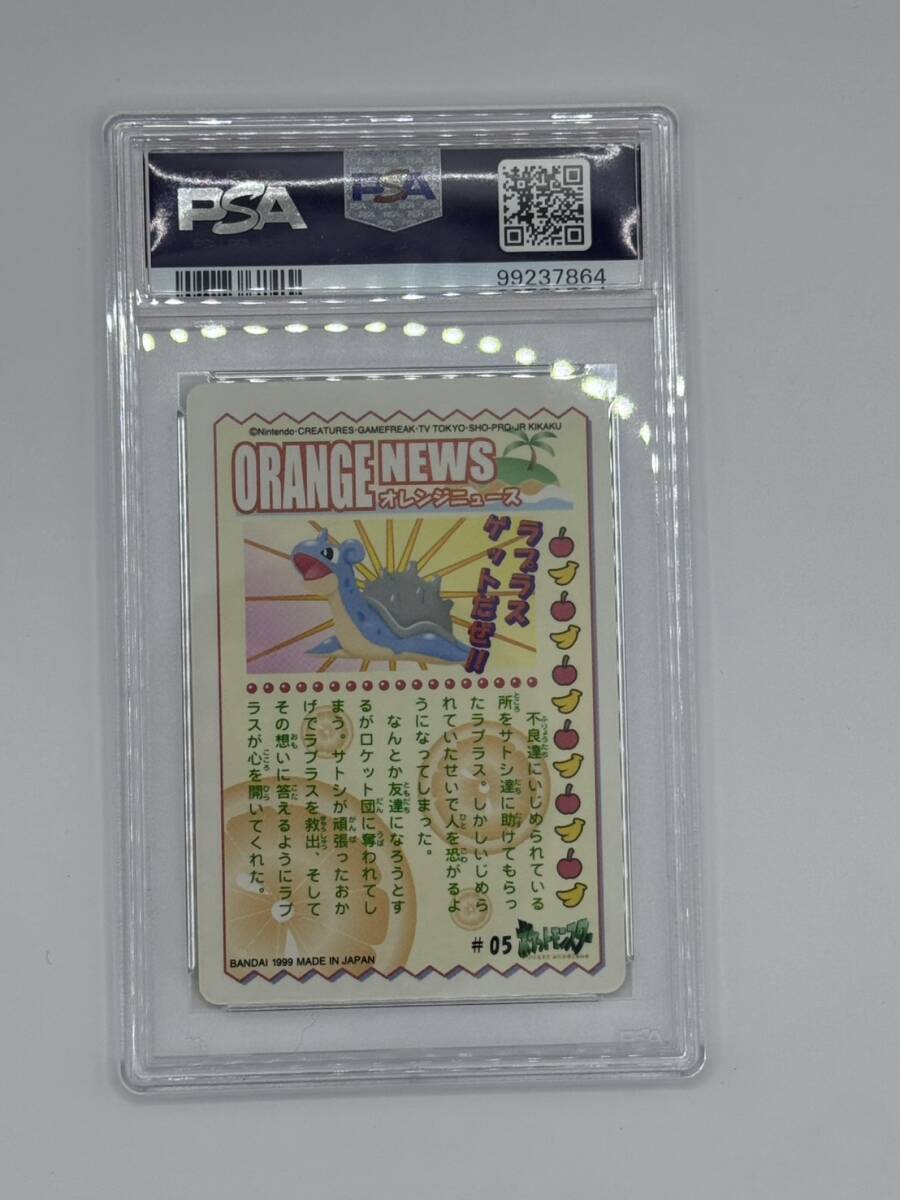 PSA
PSA
99237864
©Nintendo・CREATURES・GAMEFREAK・TV TOKYO・SHO-PRO・JR KIKAKU
ORANGE NEWS
オレンジニュース
ラプラス
ゲットだぜ!!
不良達にいじめられている
所をサトシ達に助けてもらっ
たラプラス。しかしいじめら
れていたせいで人を恐がるよ
うになってしまった。
なんとか友達になろうとす
るがロケット団に奪われてし
まう。サトシが頑張ったおか
げでラプラスを救出、そして
その想いに答えるようにラプ
ラスが心を開いてくれた。
#05
ポケットモンスター
BANDAI 1999 MADE IN JAPAN
PSA